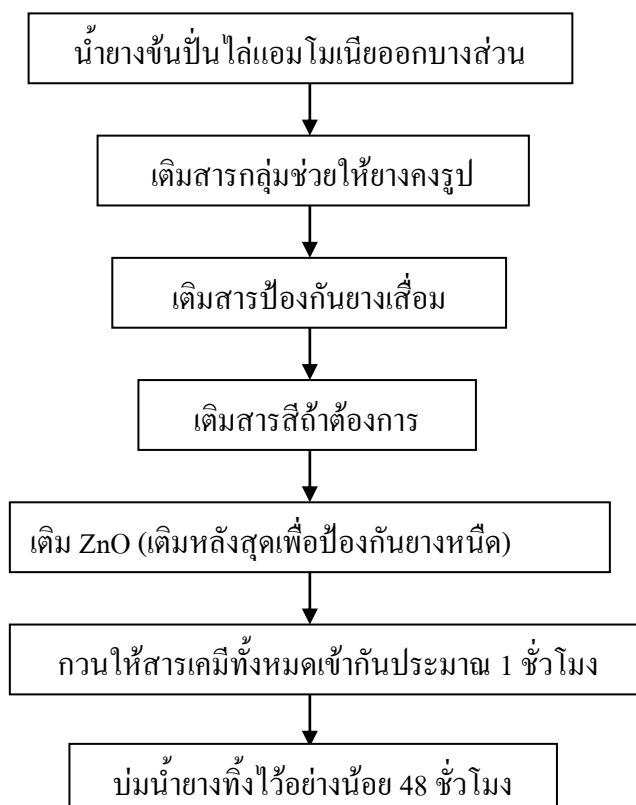 น้ำยางข้นปั่นไล่แอมโมเนียออกบางส่วน
เติมสารกลุ่มช่วยให้ยางคงรูป
เติมสารป้องกันยางเสื่อม
เติมสารสีถ้าต้องการ
เติม ZnO (เติมหลังสุดเพื่อป้องกันยางหนืด)
กวนให้สารเคมีทั้งหมดเข้ากันประมาณ 1 ชั่วโมง
บ่มน้ำยางทิ้งไว้อย่างน้อย 48 ชั่วโมง